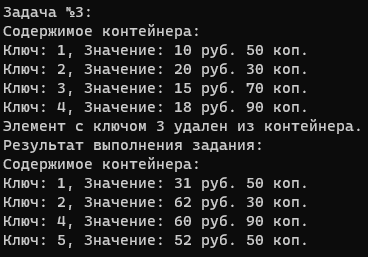 Задача №3:
Содержимое контейнера:
Ключ: 1, Значение: 10 руб. 50 коп.
Ключ: 2, Значение: 20 руб. 30 коп.
Ключ: 3, Значение: 15 руб. 70 коп.
Ключ: 4, Значение: 18 руб. 90 коп.
Элемент с ключом 3 удален из контейнера.
Результат выполнения задания:
Содержимое контейнера:
Ключ: 1, Значение: 31 руб. 50 коп.
Ключ: 2, Значение: 62 руб. 30 коп.
Ключ: 4, Значение: 60 руб. 90 коп.
Ключ: 5, Значение: 52 руб. 50 коп.